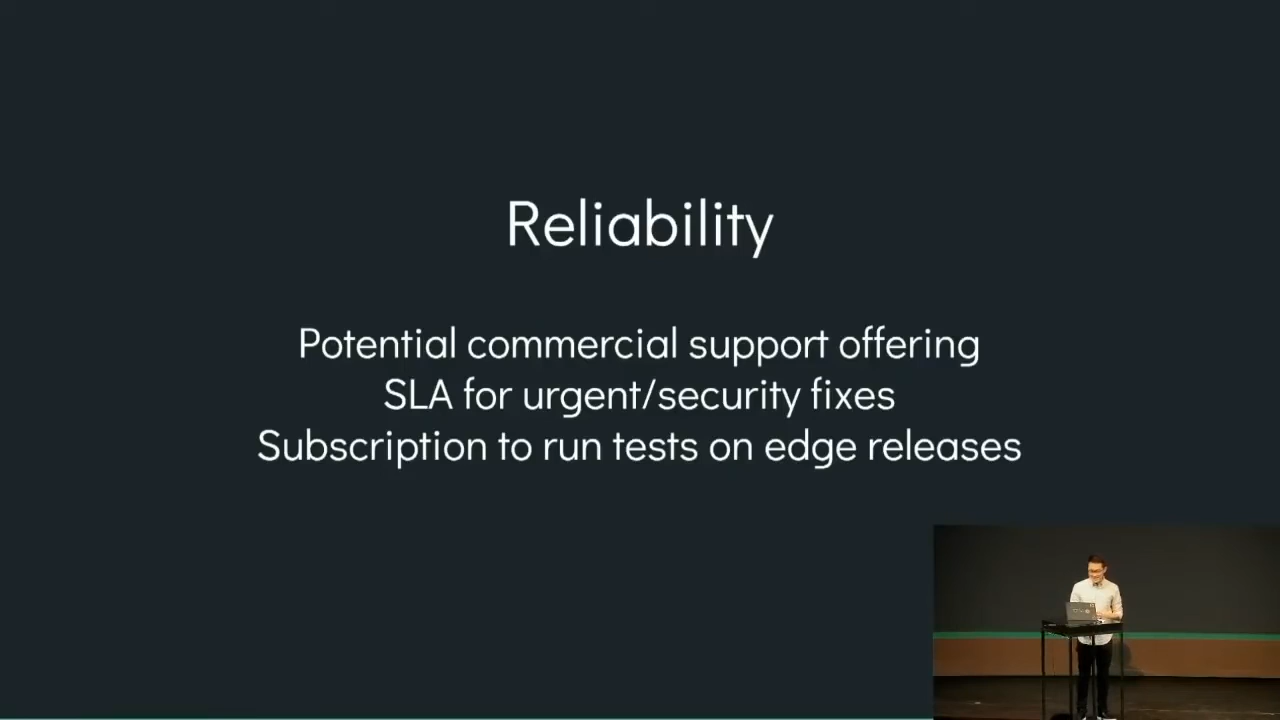 Reliability
Potential commercial support offering
SLA for urgent/security fixes
Subscription to run tests on edge releases